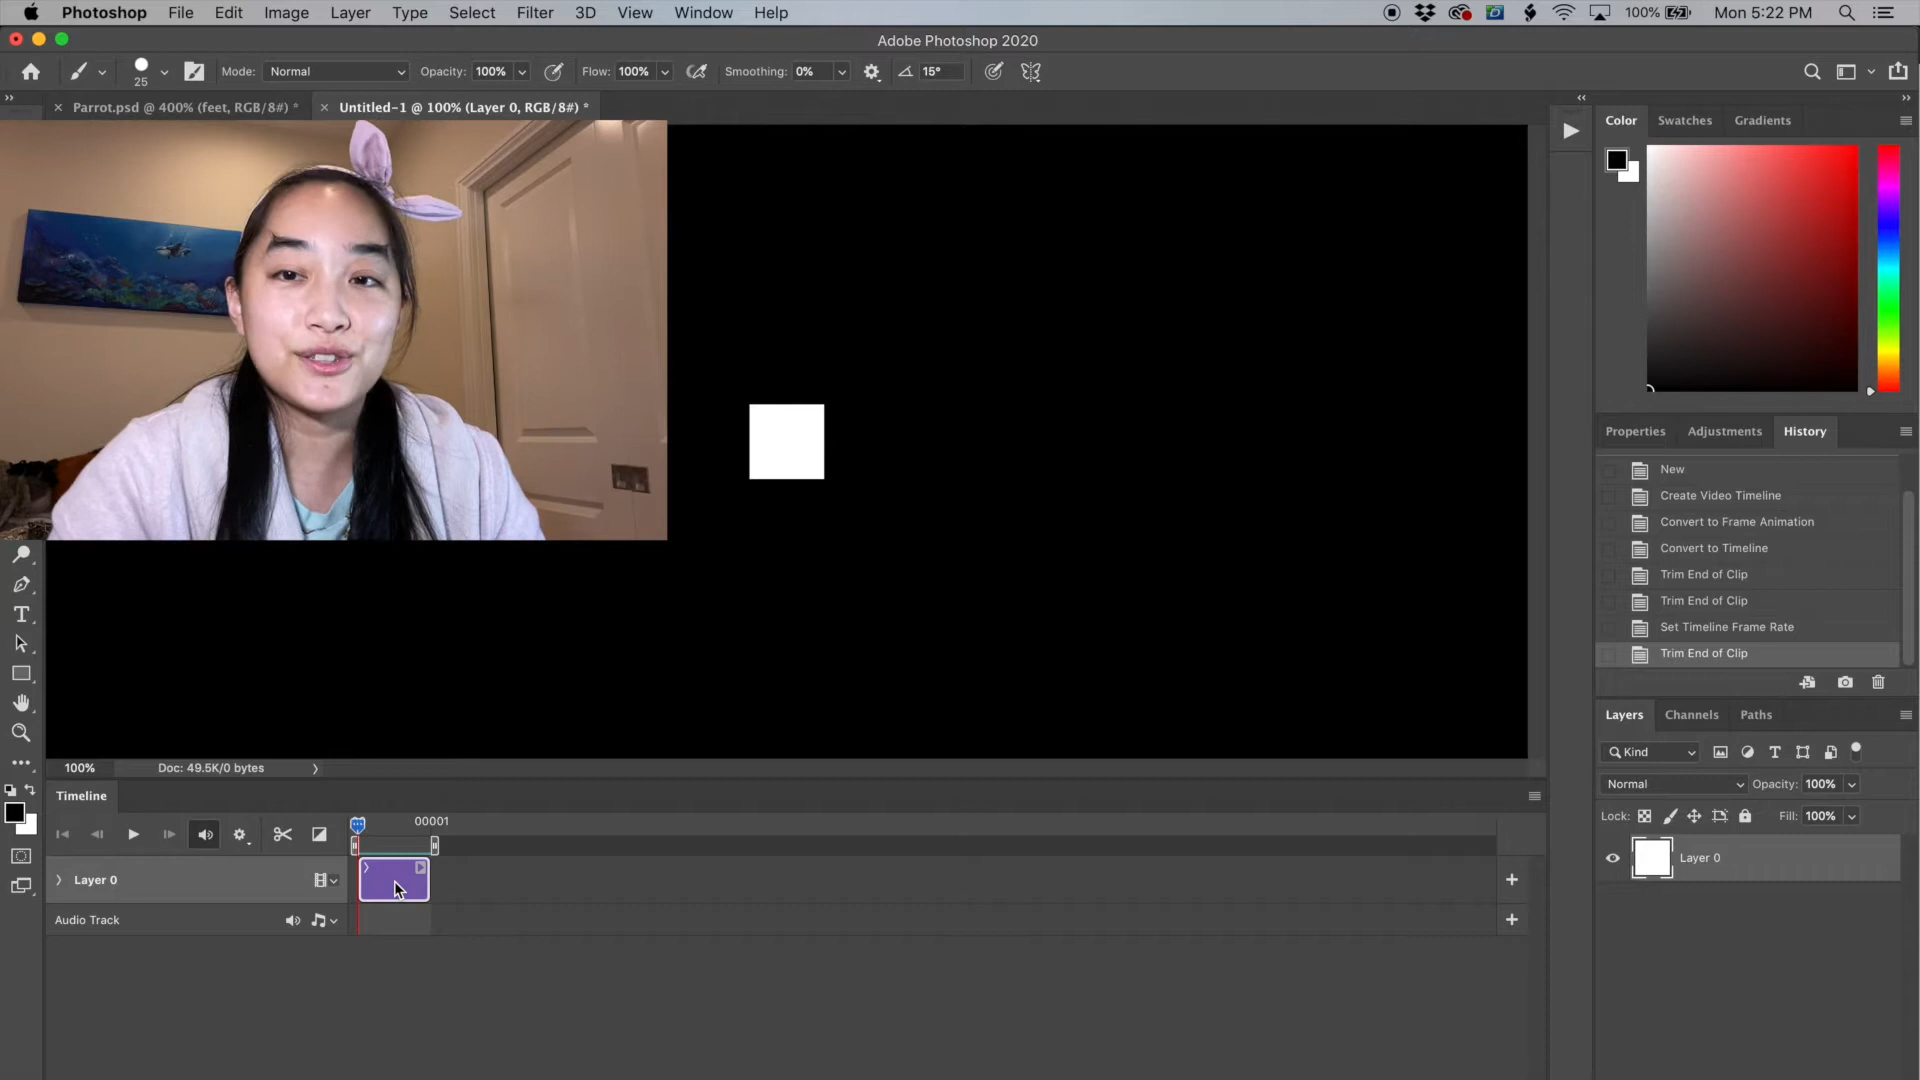 Photoshop File Edit Image Layer Type Select Filter 3D View Window Help 100% Mon 5:22 PM
Adobe Photoshop 2020
25 Mode: Normal Opacity: 100% Flow: 100% Smoothing: 0% 15°
Parrot.psd @ 400% (feet, RGB/8#) * Untitled-1 @ 100% (Layer 0, RGB/8#) *
Color Swatches Gradients
Properties Adjustments History
New
Create Video Timeline
Convert to Frame Animation
Convert to Timeline
Trim End of Clip
Trim End of Clip
Set Timeline Frame Rate
Trim End of Clip
Layers Channels Paths
Kind
Normal Opacity: 100%
Lock: Fill: 100%
Layer 0
100% Doc: 49.5K/0 bytes
Timeline
00001
Layer 0
Audio Track